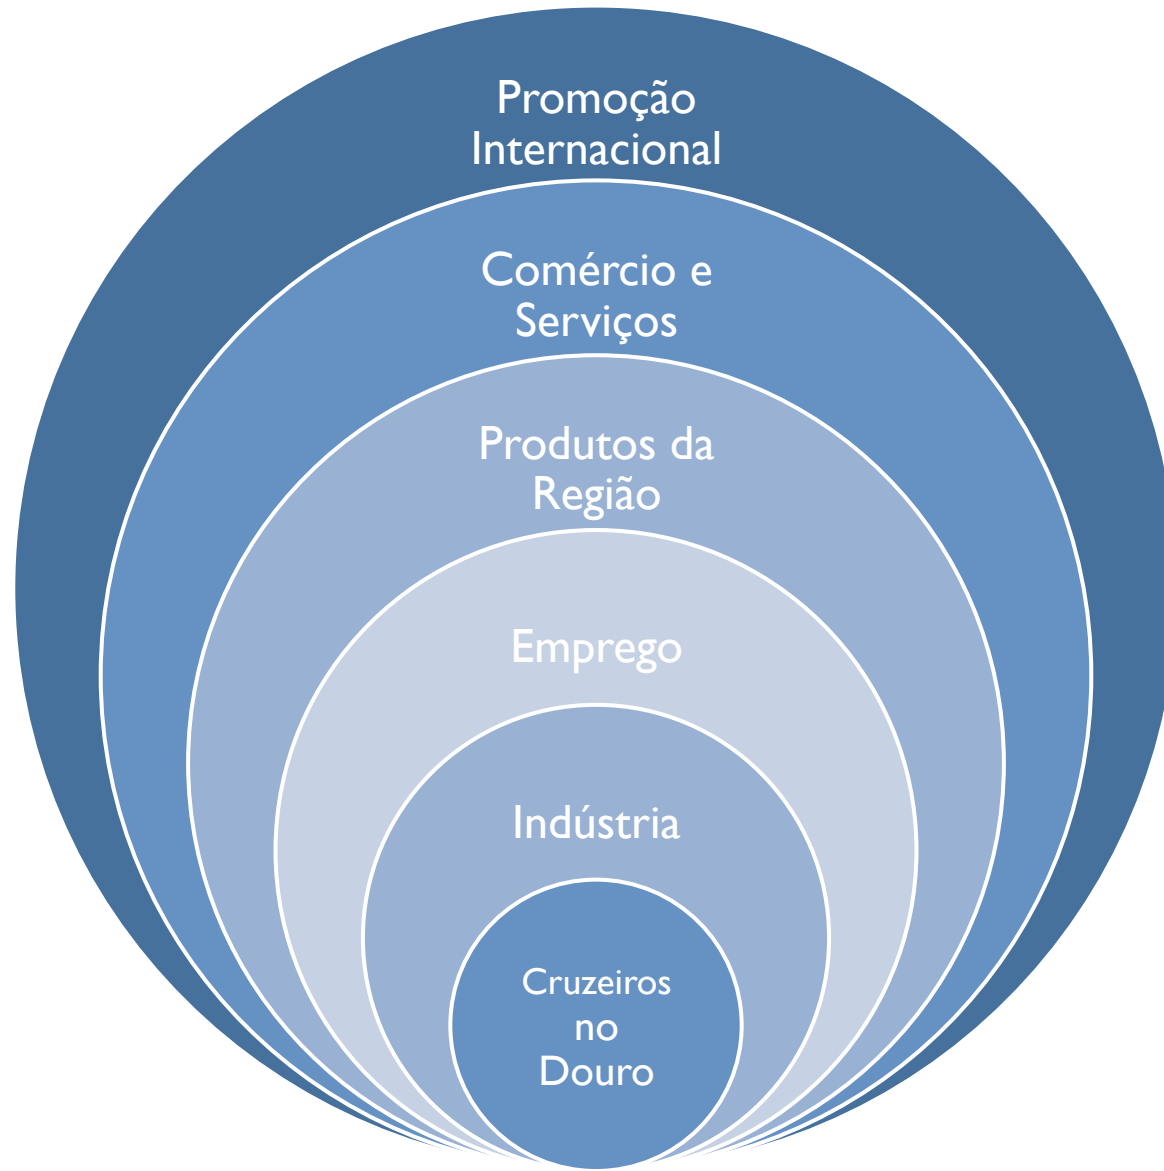 Promoção
Internacional
Comércio e
Serviços
Produtos da
Região
Emprego
Indústria
Cruzeiros
no
Douro